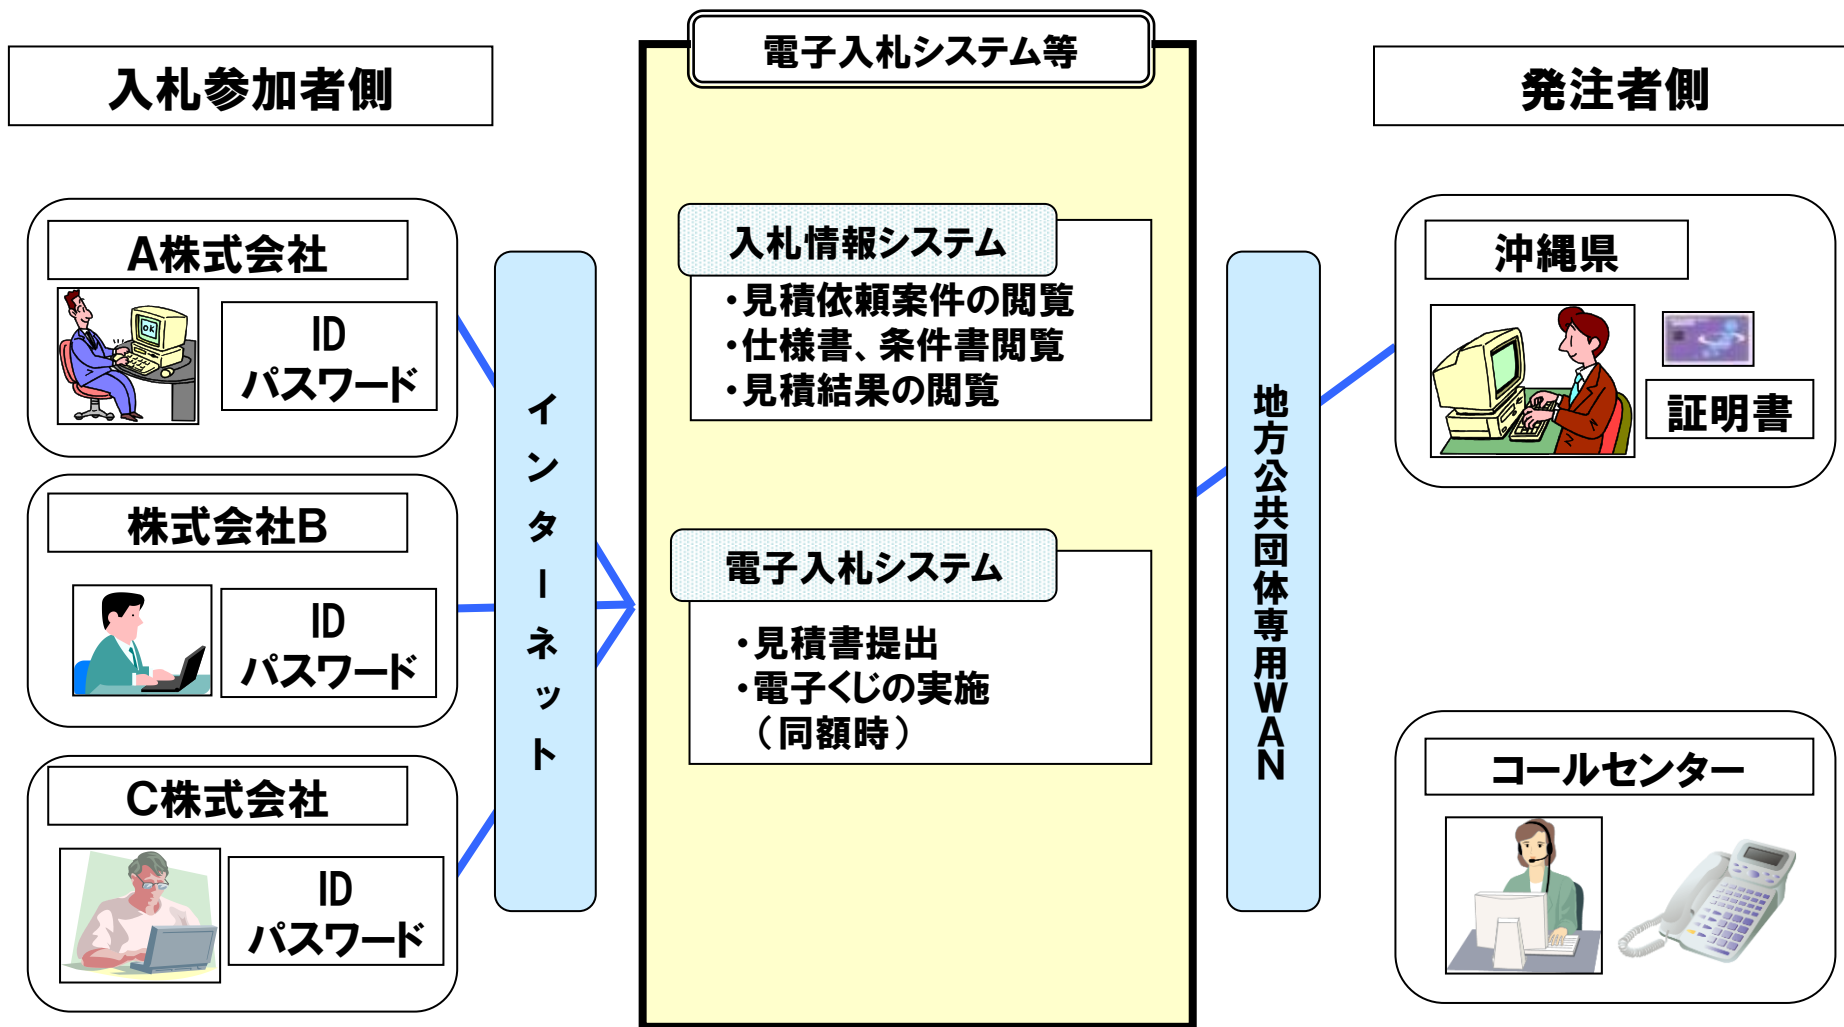 入札参加者側
電子入札システム等
発注者側
A株式会社
ID
パスワード
株式会社B
ID
パスワード
C株式会社
ID
パスワード
インターネット
入札情報システム
・見積依頼案件の閲覧
・仕様書、条件書閲覧
・見積結果の閲覧
電子入札システム
・見積書提出
・電子くじの実施
（同額時）
地方公共団体専用WAN
沖縄県
証明書
コールセンター
OK